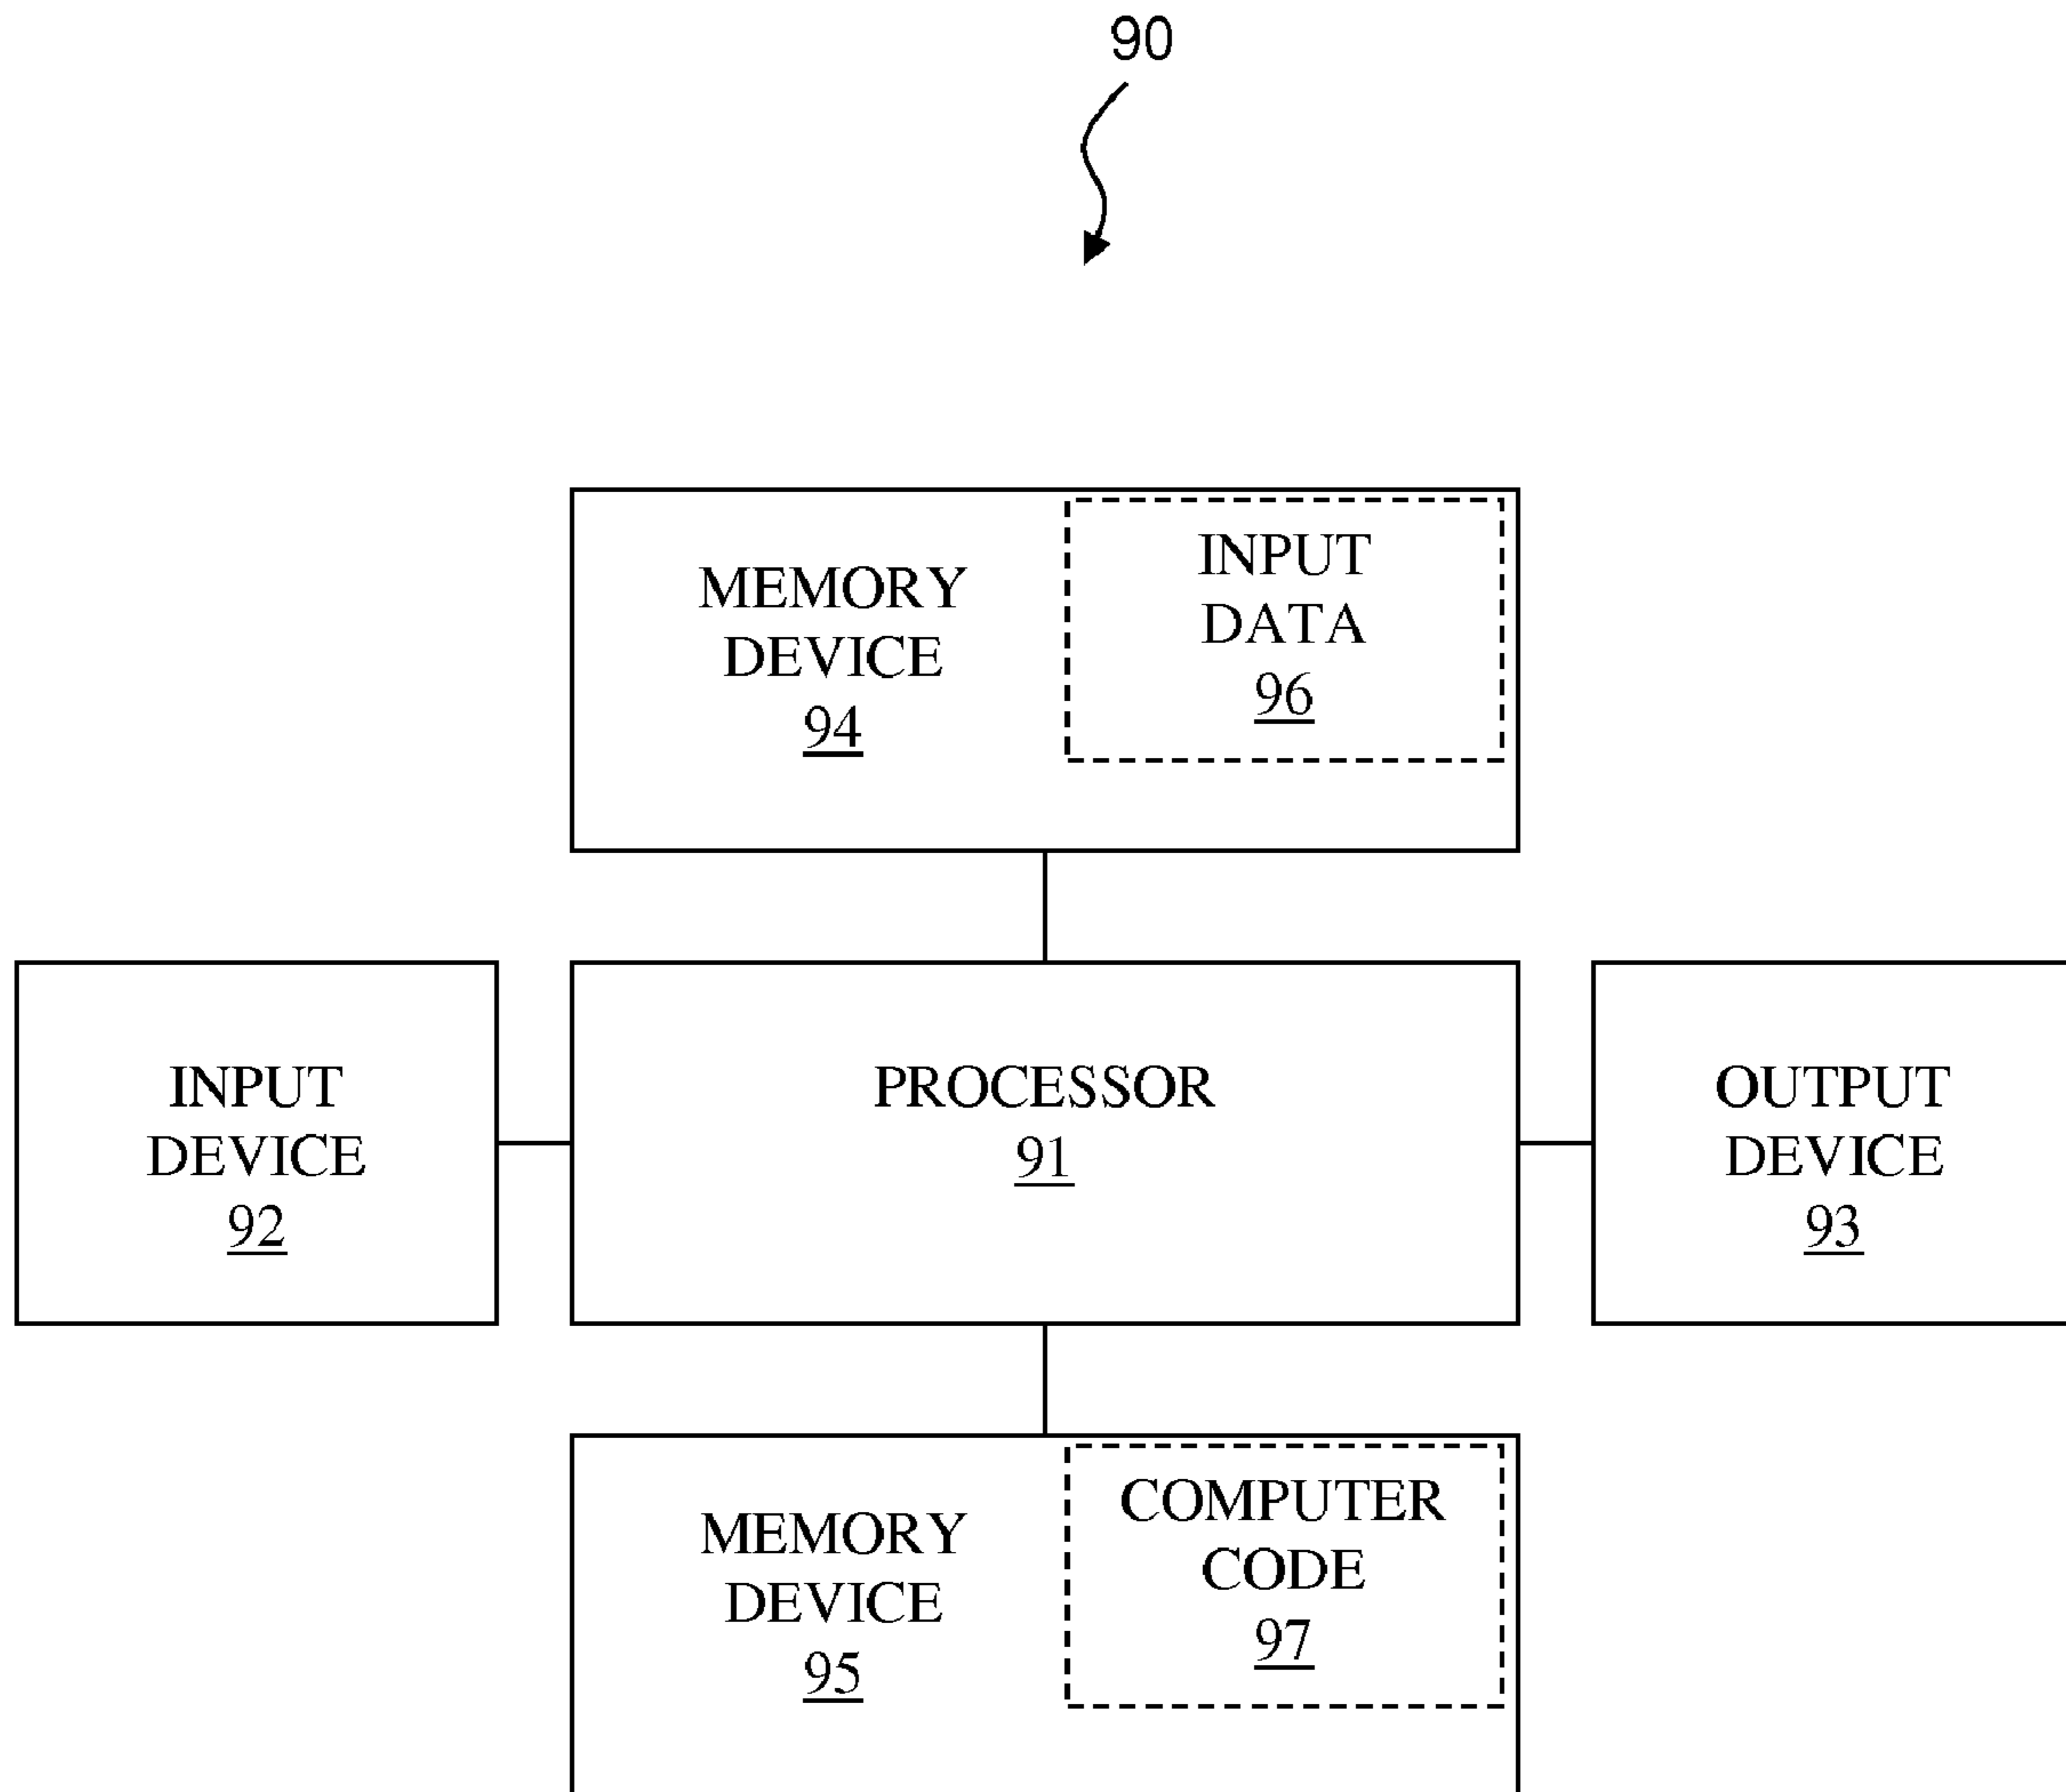 90
MEMORY
DEVICE
94
INPUT
DATA
96
INPUT
DEVICE
92
PROCESSOR
91
OUTPUT
DEVICE
93
MEMORY
DEVICE
95
COMPUTER
CODE
97